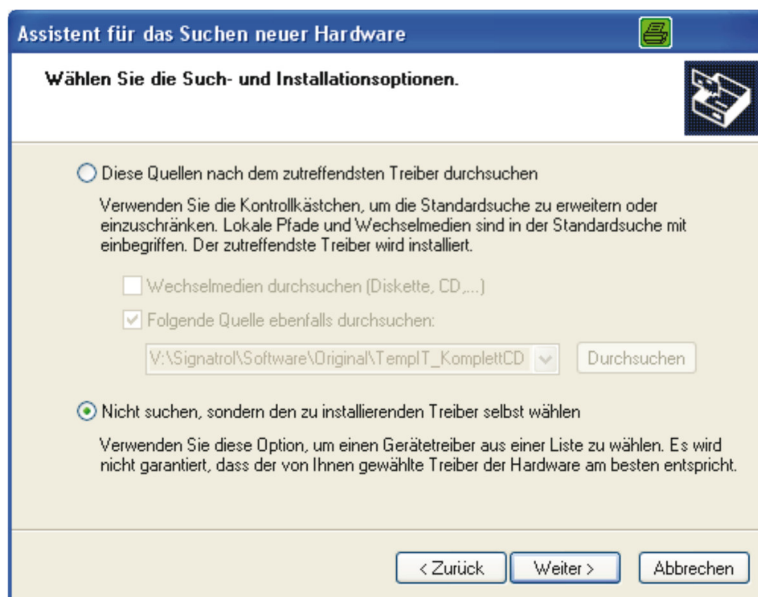 Assistent für das Suchen neuer Hardware
Wählen Sie die Such- und Installationsoptionen.
Diese Quellen nach dem zutreffendsten Treiber durchsuchen
Verwenden Sie die Kontrollkästchen, um die Standardsuche zu erweitern oder
einzuschränken. Lokale Pfade und Wechselmedien sind in der Standardsuche mit
einbegriffen. Der zutreffendste Treiber wird installiert.
Wechselmedien durchsuchen (Diskette, CD,...)
Folgende Quelle ebenfalls durchsuchen:
V:\Signatrol\Software\Original\TempIT_KomplettCD Durchsuchen
Nicht suchen, sondern den zu installierenden Treiber selbst wählen
Verwenden Sie diese Option, um einen Gerätetreiber aus einer Liste zu wählen. Es wird
nicht garantiert, dass der von Ihnen gewählte Treiber der Hardware am besten entspricht.
< Zurück Weiter > Abbrechen